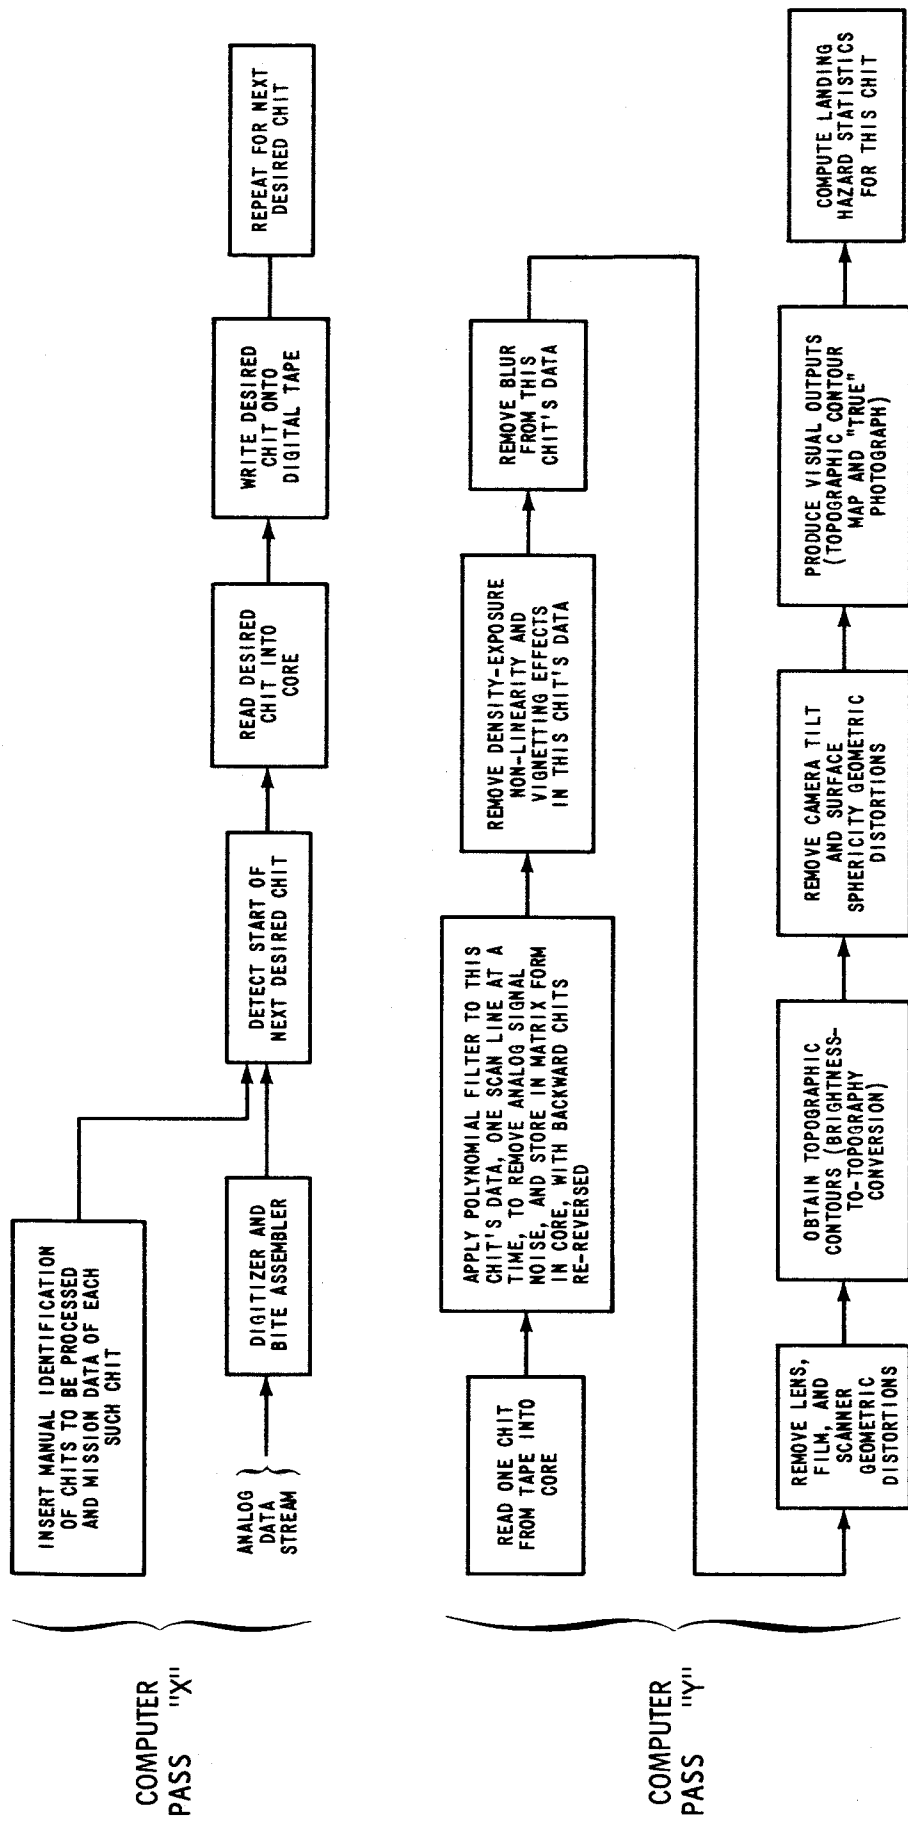 COMPUTER
PASS "X"
INSERT MANUAL IDENTIFICATION
OF CHITS TO BE PROCESSED
AND MISSION DATA OF EACH
SUCH CHIT
ANALOG
DATA
STREAM
DIGITIZER AND
BITE ASSEMBLER
DETECT START OF
NEXT DESIRED CHIT
READ DESIRED
CHIT INTO
CORE
WRITE DESIRED
CHIT ONTO
DIGITAL TAPE
REPEAT FOR NEXT
DESIRED CHIT
COMPUTER
PASS "Y"
READ ONE CHIT
FROM TAPE INTO
CORE
APPLY POLYNOMIAL FILTER TO THIS
CHIT'S DATA, ONE SCAN LINE AT A
TIME, TO REMOVE ANALOG SIGNAL
NOISE, AND STORE IN MATRIX FORM
IN CORE, WITH BACKWARD CHITS
RE-REVERSED
REMOVE DENSITY-EXPOSURE
NON-LINEARITY AND
VIGNETTING EFFECTS
IN THIS CHIT'S DATA
REMOVE BLUR
FROM THIS
CHIT'S DATA
REMOVE LENS,
FILM, AND
SCANNER
GEOMETRIC
DISTORTIONS
OBTAIN TOPOGRAPHIC
CONTOURS (BRIGHTNESS-
TO-TOPOGRAPHY
CONVERSION)
REMOVE CAMERA TILT
AND SURFACE
SPHERICITY GEOMETRIC
DISTORTIONS
PRODUCE VISUAL OUTPUTS
(TOPOGRAPHIC CONTOUR
MAP AND "TRUE"
PHOTOGRAPH)
COMPUTE LANDING
HAZARD STATISTICS
FOR THIS CHIT